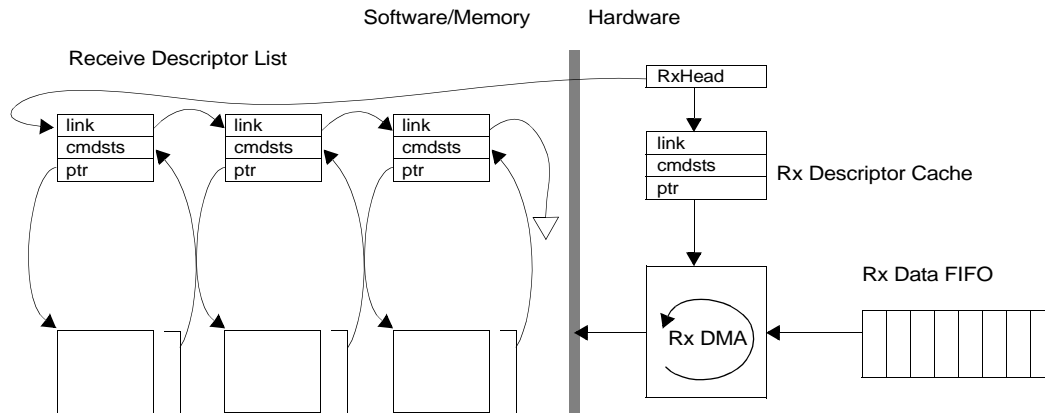 Software/Memory
Hardware
Receive Descriptor List
RxHead
link
cmdsts
ptr
link
cmdsts
ptr
link
cmdsts
ptr
link
cmdsts
ptr
Rx Descriptor Cache
Rx Data FIFO
Rx DMA